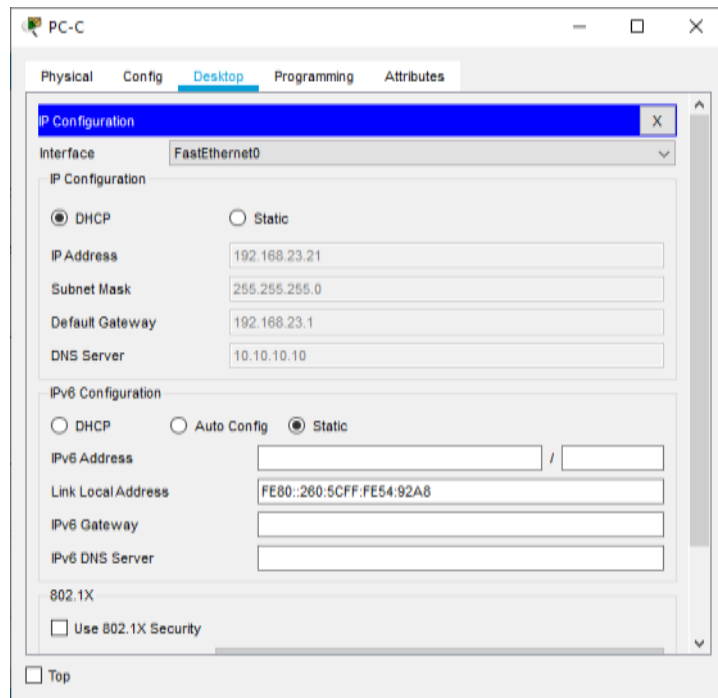 PC-C
Physical Config Desktop Programming Attributes
IP Configuration X
Interface FastEthernet0
IP Configuration
DHCP Static
IP Address 192.168.23.21
Subnet Mask 255.255.255.0
Default Gateway 192.168.23.1
DNS Server 10.10.10.10
IPv6 Configuration
DHCP Auto Config Static
IPv6 Address /
Link Local Address FE80::260:5CFF:FE54:92A8
IPv6 Gateway
IPv6 DNS Server
802.1X
Use 802.1X Security
Top